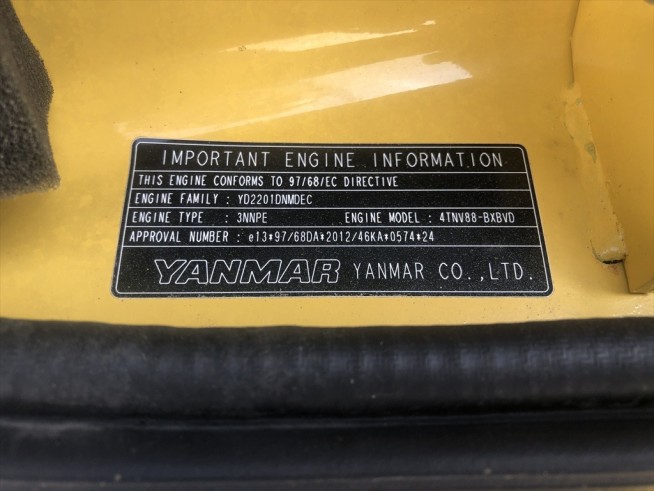 IMPORTANT ENGINE INFORMATION
THIS ENGINE CONFORMS TO 97/68/EC DIRECTIVE
ENGINE FAMILY : YD2201DNMDEC
ENGINE TYPE : 3NNPE ENGINE MODEL : 4TNV88-BXBVD
APPROVAL NUMBER : e13*97/68DA*2012/46KA*0574*24
YANMAR YANMAR CO.,LTD.